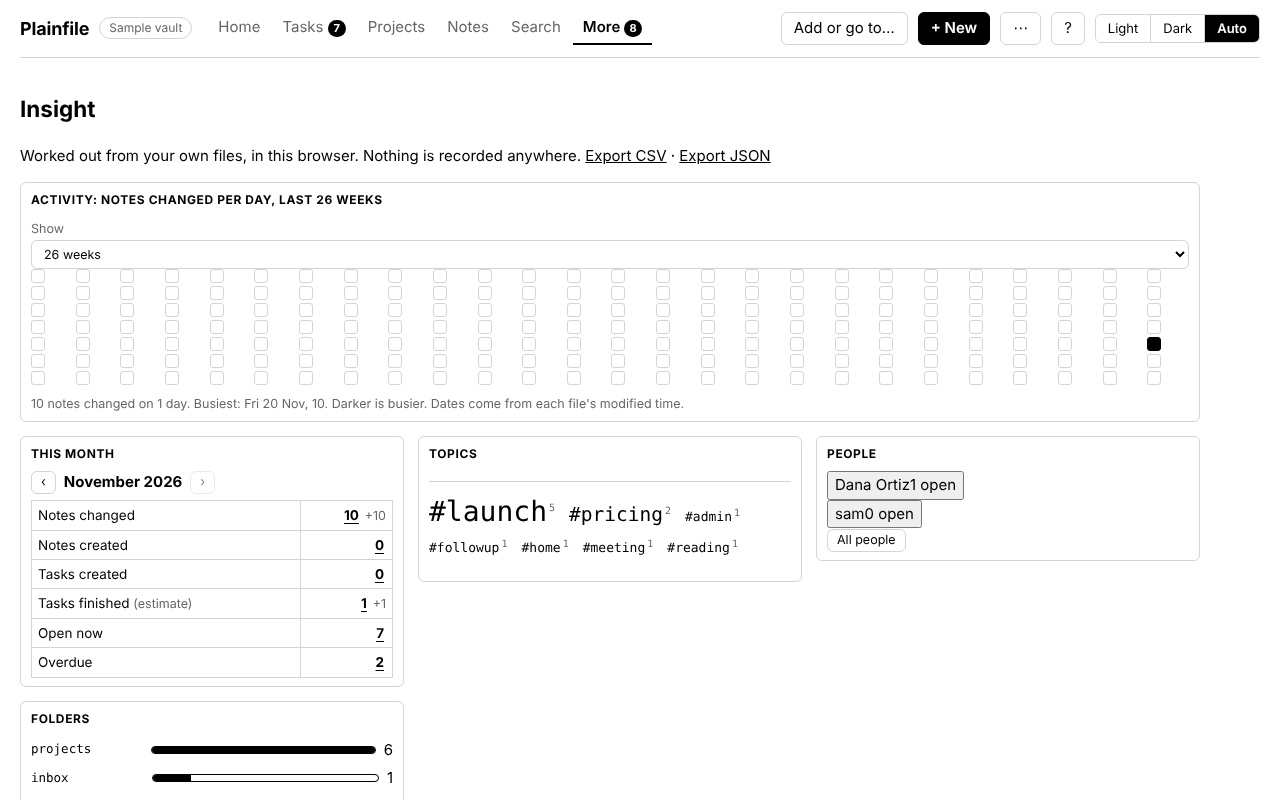 Plainfile Sample vault Home Tasks 7 Projects Notes Search More 8 Add or go to... + New ··· ? Light Dark Auto
Insight
Worked out from your own files, in this browser. Nothing is recorded anywhere. Export CSV · Export JSON
ACTIVITY: NOTES CHANGED PER DAY, LAST 26 WEEKS
Show
26 weeks
10 notes changed on 1 day. Busiest: Fri 20 Nov, 10. Darker is busier. Dates come from each file's modified time.
THIS MONTH
‹ November 2026 ›
Notes changed 10 +10
Notes created 0
Tasks created 0
Tasks finished (estimate) 1 +1
Open now 7
Overdue 2
TOPICS
#launch 5 #pricing 2 #admin 1
#followup 1 #home 1 #meeting 1 #reading 1
PEOPLE
Dana Ortiz1 open
sam0 open
All people
FOLDERS
projects 6
inbox 1